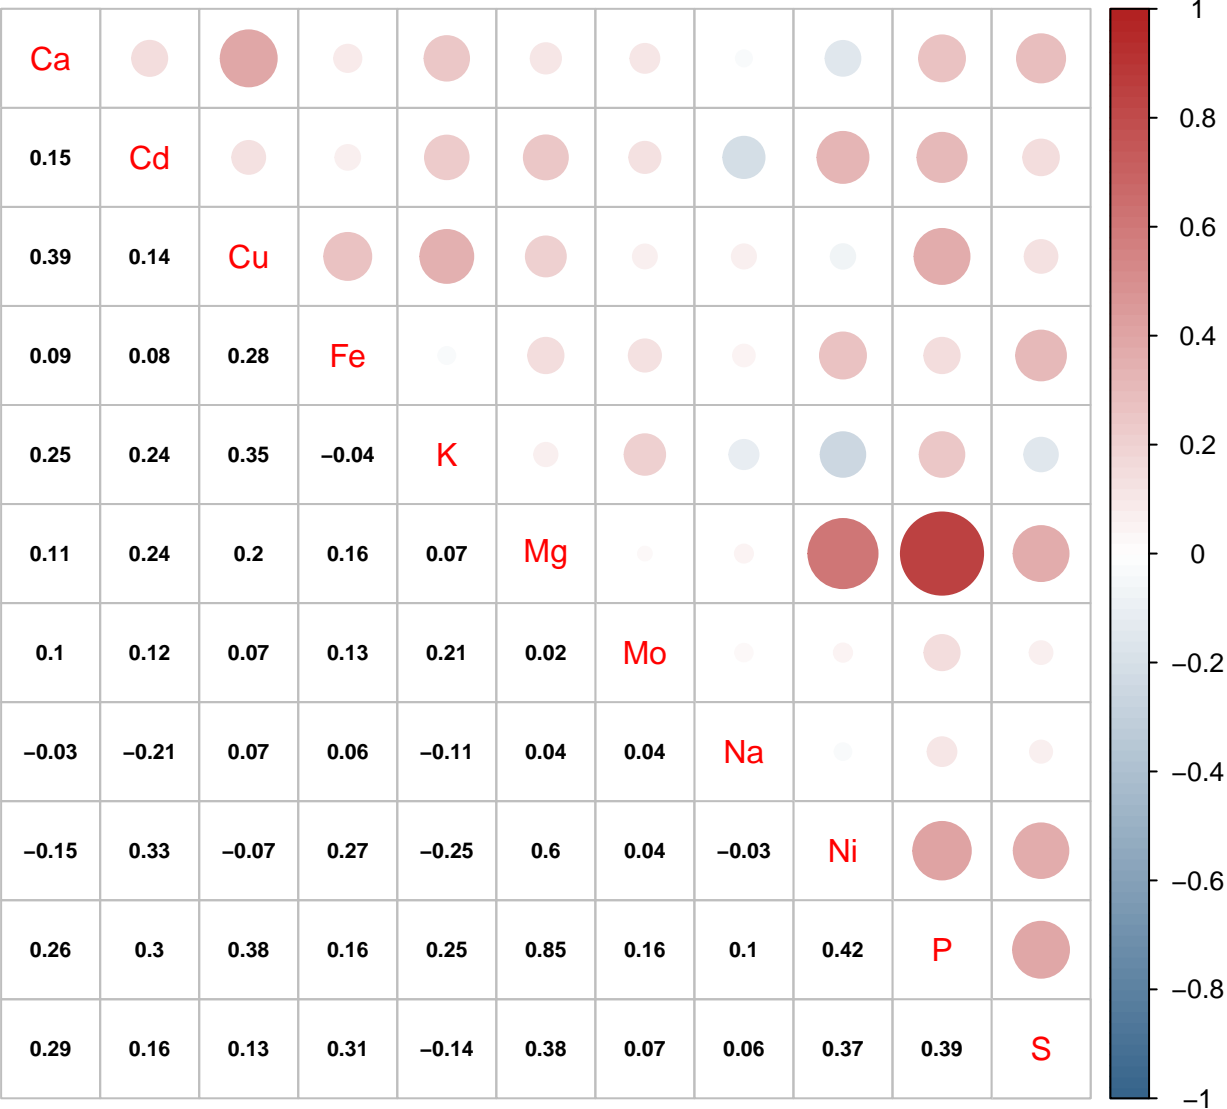 Ca
0.15 Cd
0.39 0.14 Cu
0.09 0.08 0.28 Fe
0.25 0.24 0.35 −0.04 K
0.11 0.24 0.2 0.16 0.07 Mg
0.1 0.12 0.07 0.13 0.21 0.02 Mo
−0.03 −0.21 0.07 0.06 −0.11 0.04 0.04 Na
−0.15 0.33 −0.07 0.27 −0.25 0.6 0.04 −0.03 Ni
0.26 0.3 0.38 0.16 0.25 0.85 0.16 0.1 0.42 P
0.29 0.16 0.13 0.31 −0.14 0.38 0.07 0.06 0.37 0.39 S
1
0.8
0.6
0.4
0.2
0
−0.2
−0.4
−0.6
−0.8
−1